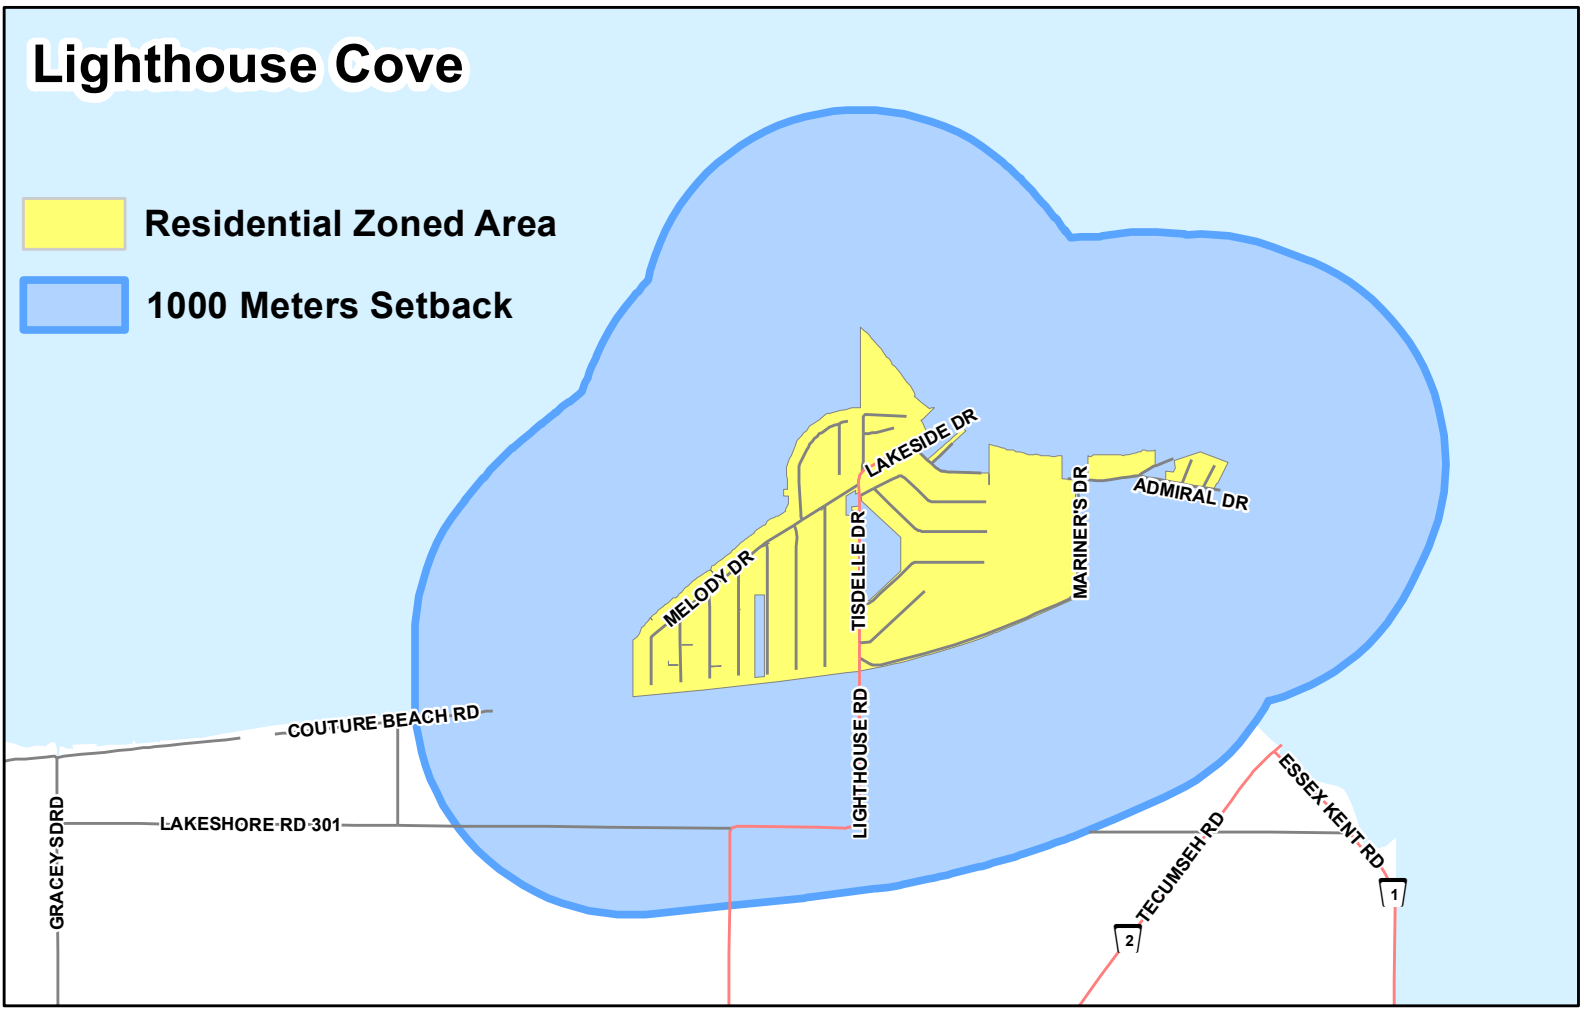 Lighthouse Cove
Residential Zoned Area
1000 Meters Setback
LAKESIDE DR
MARINER'S DR
ADMIRAL DR
MELODY DR
TISDELLE DR
COUTURE BEACH RD
LIGHTHOUSE RD
ESSEX KENT RD
GRACEY SDRD
LAKESHORE RD 301
TECUMSEH RD
1
2